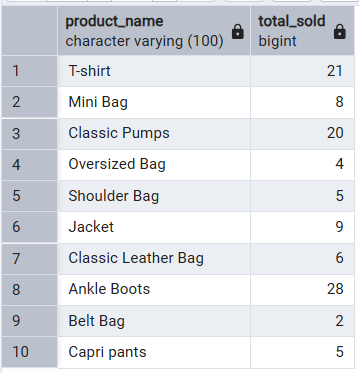 product_name total_sold
character varying (100) bigint
1 T-shirt 21
2 Mini Bag 8
3 Classic Pumps 20
4 Oversized Bag 4
5 Shoulder Bag 5
6 Jacket 9
7 Classic Leather Bag 6
8 Ankle Boots 28
9 Belt Bag 2
10 Capri pants 5